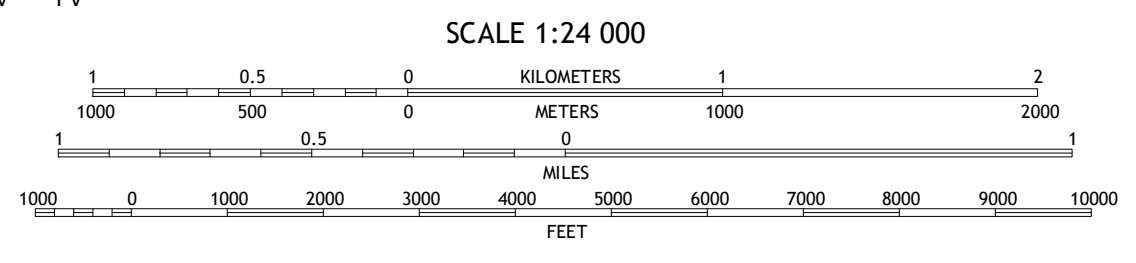 SCALE 1:24 000
1 0.5 0 KILOMETERS 1 2
1000 500 0 METERS 1000 2000
1 0.5 0 1
MILES
1000 0 1000 2000 3000 4000 5000 6000 7000 8000 9000 10000
FEET